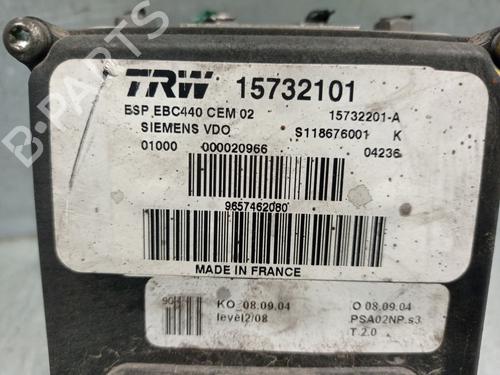 TRW 15732101
ESP EBC440 CEM 02 15732201-A
SIEMENS VDO S118676001 K
01000 000020966 04236
9657462080
MADE IN FRANCE
KO 08.09.04 O 08.09.04
level2/08 PSA02NP.s3
T.2.0
B-PARTS